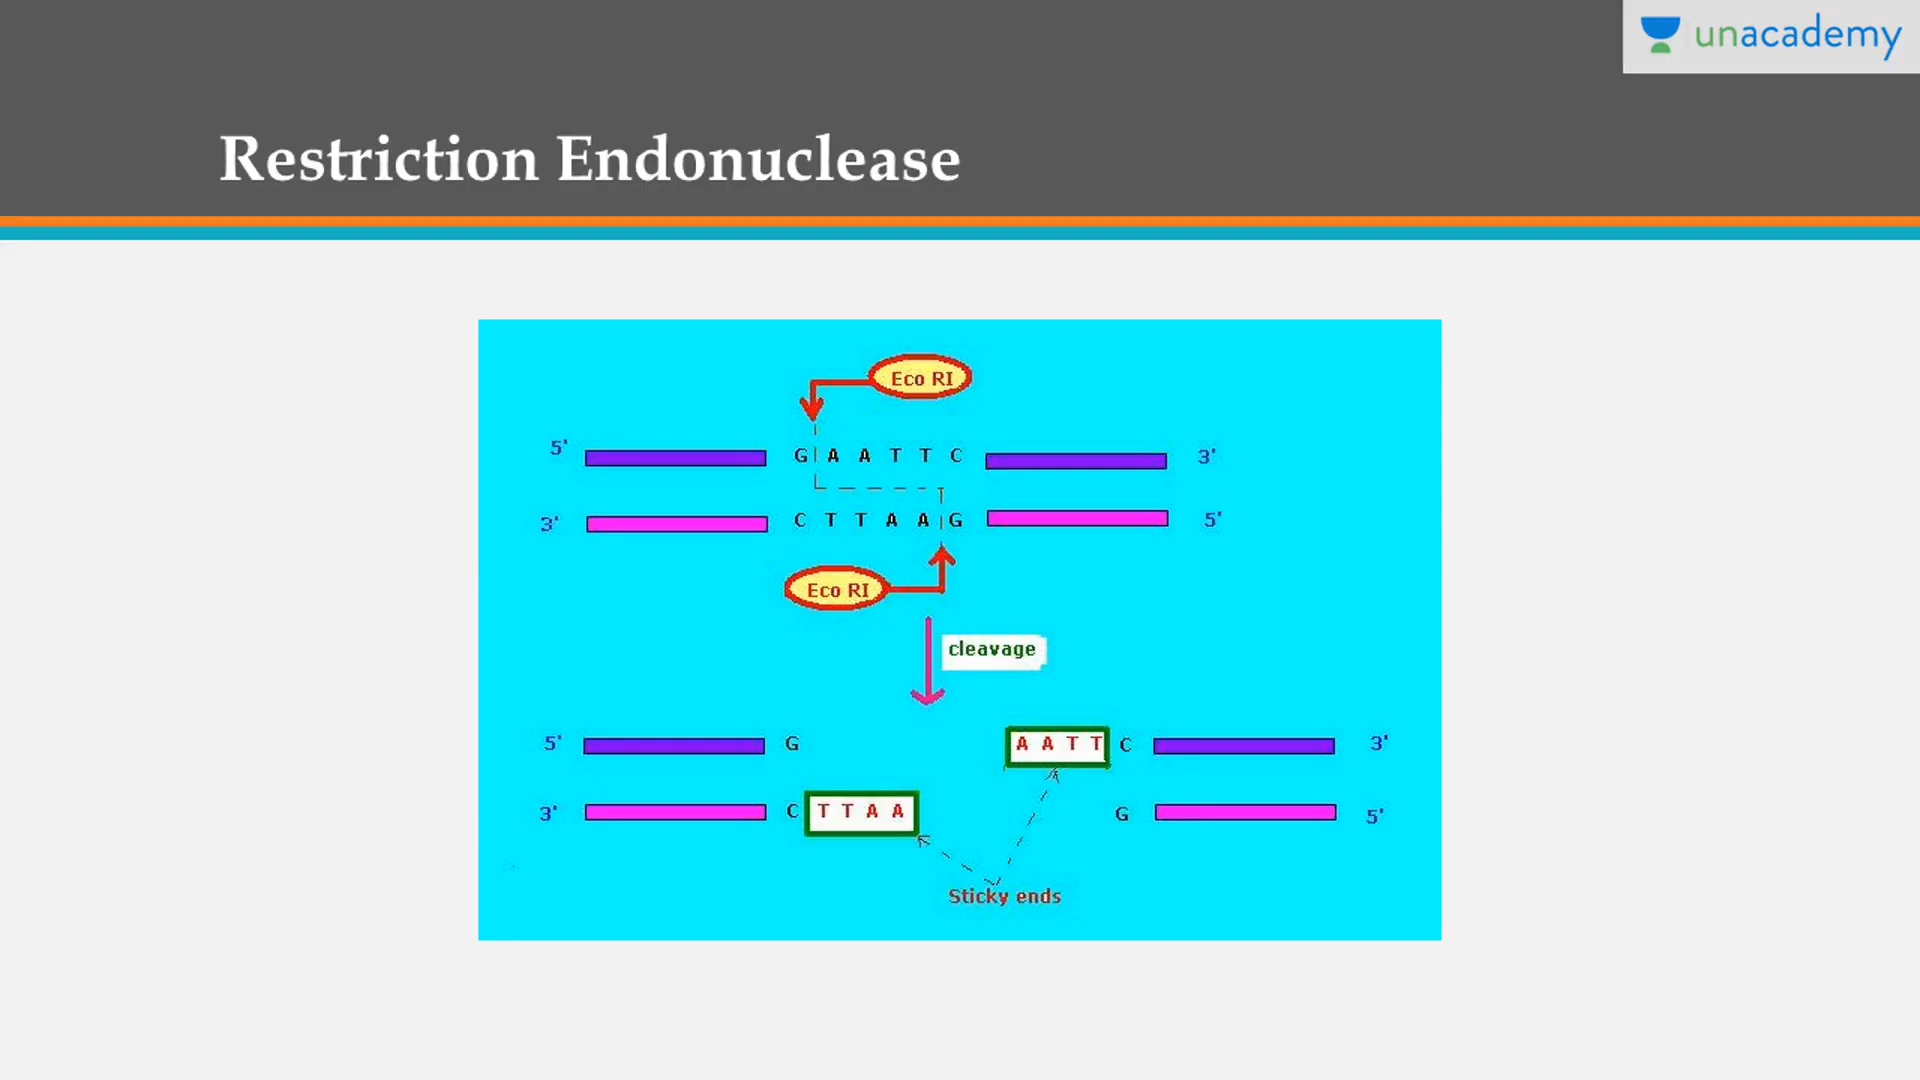 unacademy
Restriction Endonuclease
Eco RI
5' G A A T T C 3'
3' C T T A A G 5'
Eco RI
cleavage
5' G A A T T C 3'
3' C T T A A G 5'
Sticky ends